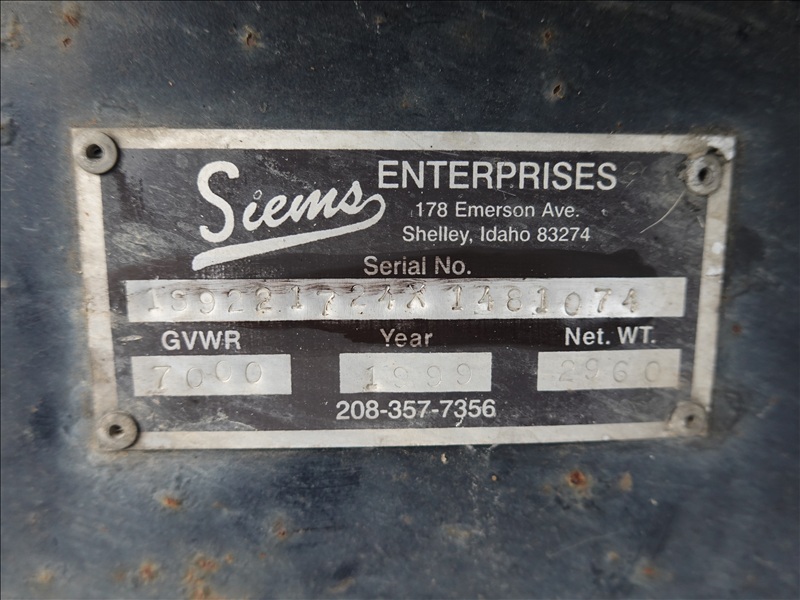 Siems ENTERPRISES
178 Emerson Ave.
Shelley, Idaho 83274
Serial No.
1S9221724X1481074
GVWR Year Net. WT.
7000 1999 2960
208-357-7356